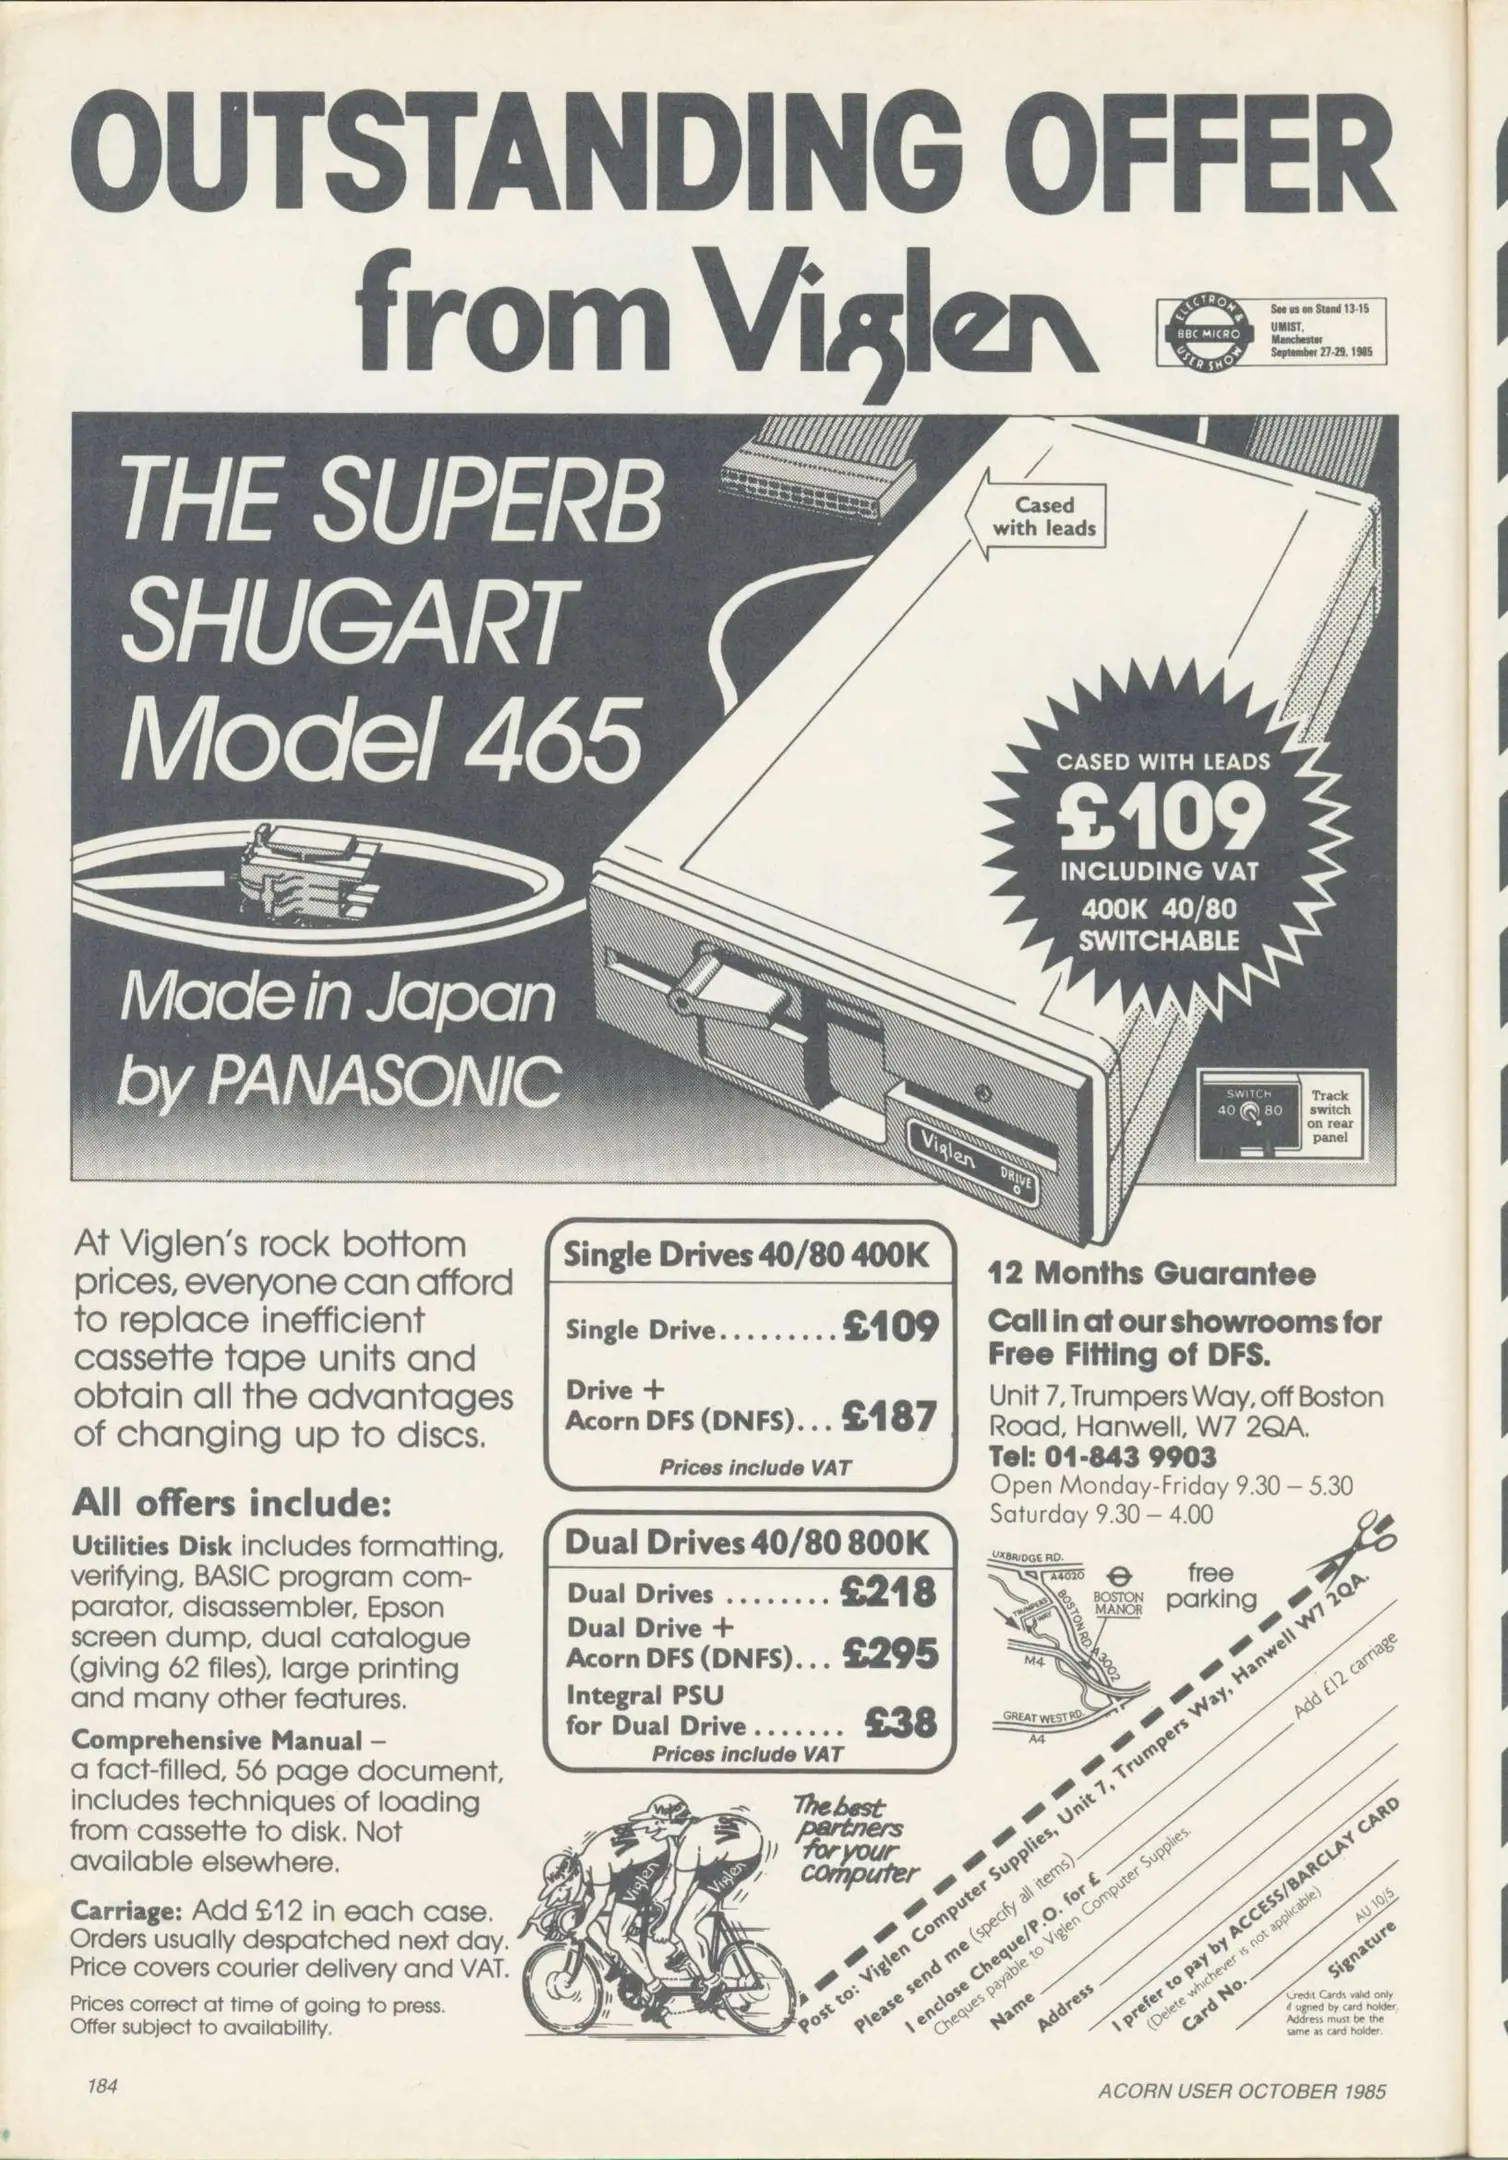 OUTSTANDING OFFER
from Viglen
ELECTRON &
BBC MICRO
USER SHOW
See us on Stand 13-15
UMIST,
Manchester
September 27-29, 1985
THE SUPERB
SHUGART
Model 465
Made in Japan
by PANASONIC
Cased
with leads
CASED WITH LEADS
£109
INCLUDING VAT
400K 40/80
SWITCHABLE
SWITCH
40 80
Track
switch
on rear
panel
Viglen DRIVE
0
At Viglen's rock bottom
prices, everyone can afford
to replace inefficient
cassette tape units and
obtain all the advantages
of changing up to discs.
All offers include:
Utilities Disk includes formatting,
verifying, BASIC program com-
parator, disassembler, Epson
screen dump, dual catalogue
(giving 62 files), large printing
and many other features.
Comprehensive Manual –
a fact-filled, 56 page document,
includes techniques of loading
from cassette to disk. Not
available elsewhere.
Carriage: Add £12 in each case.
Orders usually despatched next day.
Price covers courier delivery and VAT.
Prices correct at time of going to press.
Offer subject to availability.
Single Drives 40/80 400K
Single Drive......... £109
Drive +
Acorn DFS (DNFS)... £187
Prices include VAT
Dual Drives 40/80 800K
Dual Drives ........ £218
Dual Drive +
Acorn DFS (DNFS)... £295
Integral PSU
for Dual Drive ....... £38
Prices include VAT
Viglen
Vig
Vig
Viglen
Viglen
Viglen
The best
partners
for your
computer
12 Months Guarantee
Call in at our showrooms for
Free Fitting of DFS.
Unit 7, Trumpers Way, off Boston
Road, Hanwell, W7 2QA.
Tel: 01-843 9903
Open Monday-Friday 9.30 – 5.30
Saturday 9.30 – 4.00
UXBRIDGE RD.
A4020
TRUMPERS
WAY
BOSTON RD. A3002
BOSTON
MANOR
M4
GREAT WEST RD.
A4
free
parking
Post to: Viglen Computer Supplies, Unit 7, Trumpers Way, Hanwell W7 2QA.
Please send me (specify all items)
Add £12 carriage
I enclose Cheque/P.O. for £
Cheques payable to Viglen Computer Supplies.
Name
Address
I prefer to pay by ACCESS/BARCLAY CARD
(Delete whichever is not applicable)
Card No.
AU 10/5
Signature
Credit Cards valid only
if signed by card holder.
Address must be the
same as card holder.
184
ACORN USER OCTOBER 1985